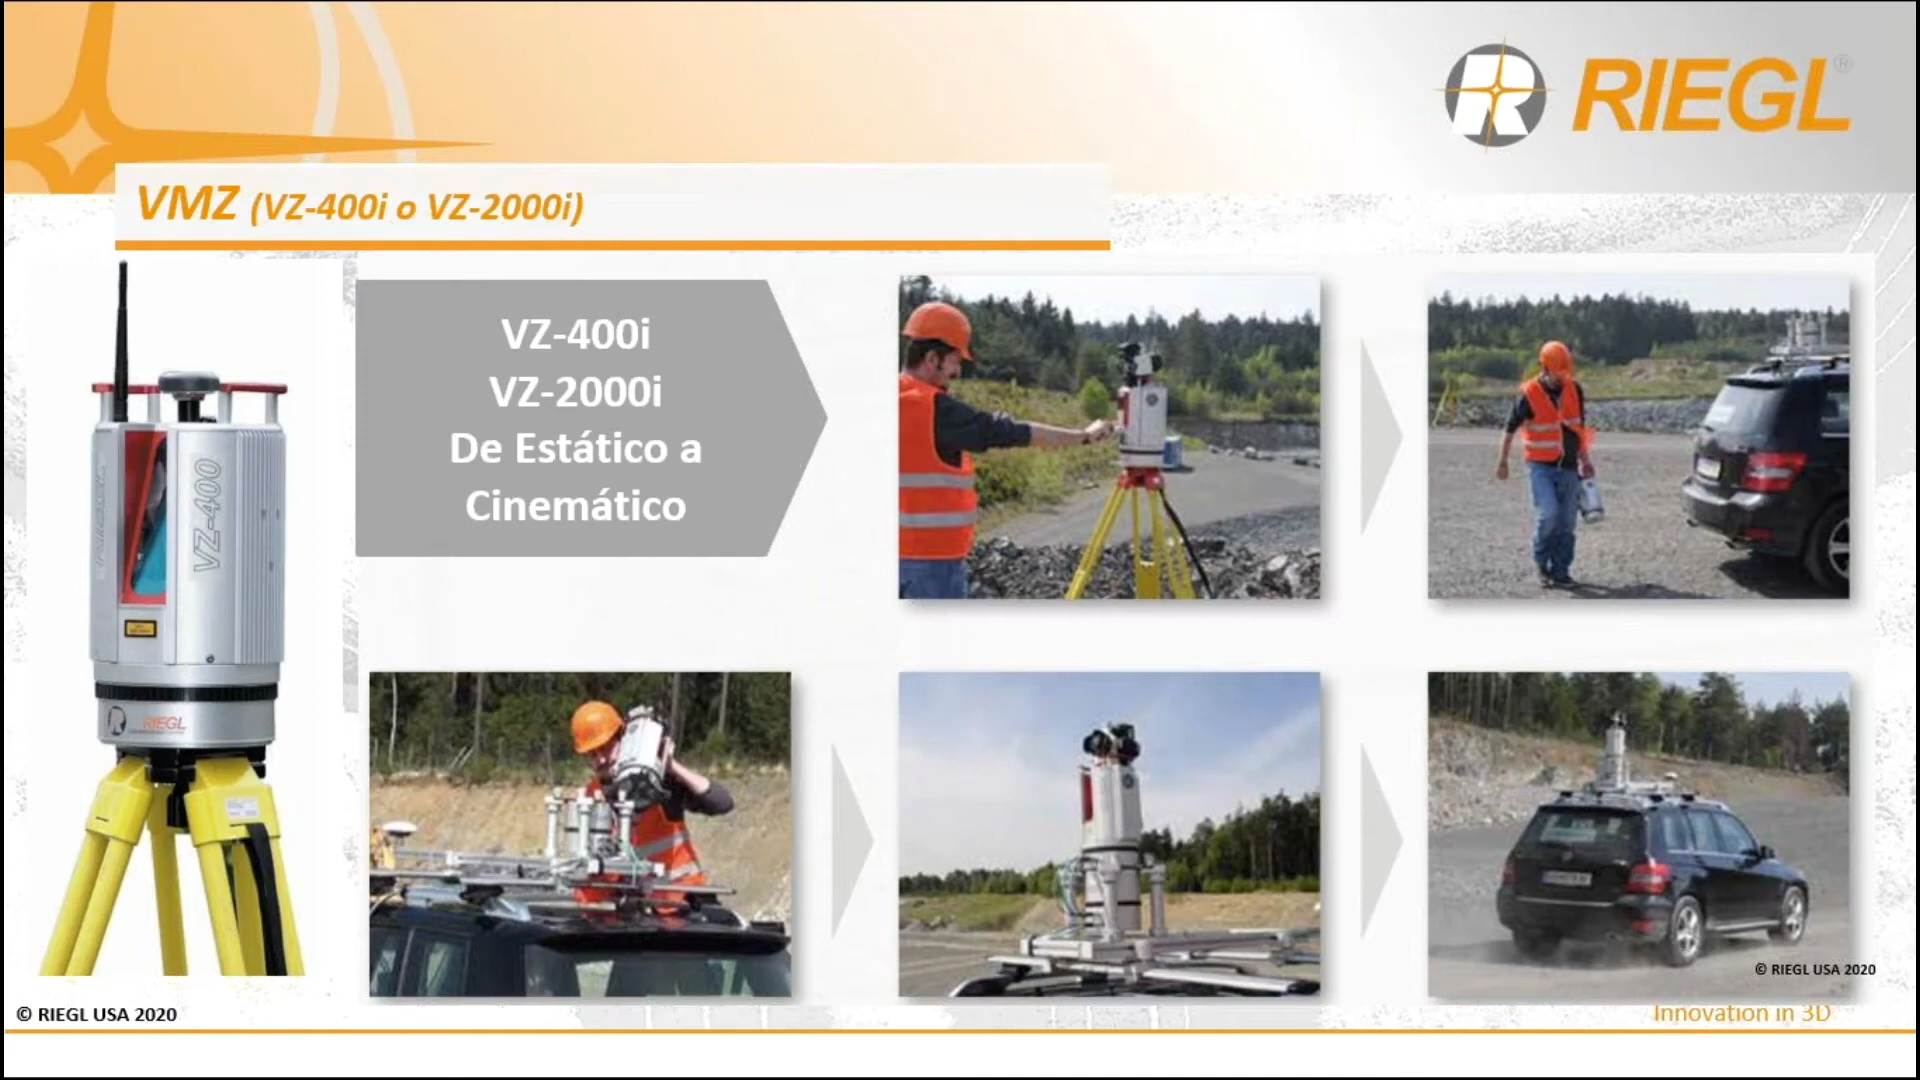 RIEGL®
VMZ (VZ-400i o VZ-2000i)
VZ-400i
VZ-2000i
De Estático a
Cinemático
VZ-400
RIEGL
© RIEGL USA 2020
© RIEGL USA 2020
Innovation in 3D